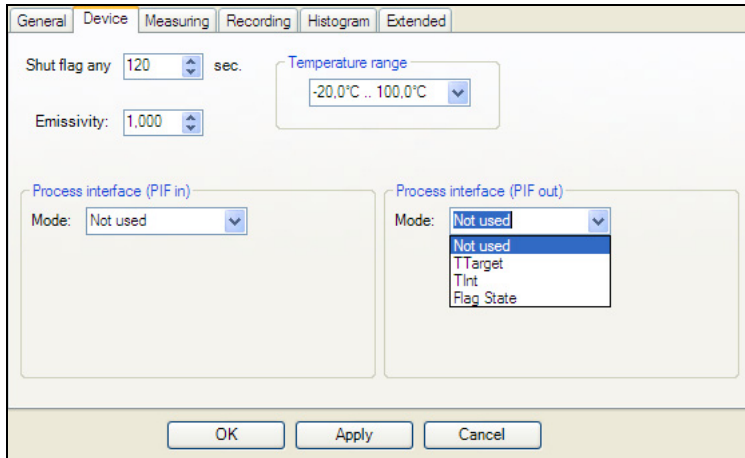 General Device Measuring Recording Histogram Extended
Shut flag any 120 sec.
Temperature range
-20,0°C .. 100,0°C
Emissivity: 1,000
Process interface (PIF in)
Mode: Not used
Process interface (PIF out)
Mode: Not used
Not used
TTarget
TInt
Flag State
OK Apply Cancel